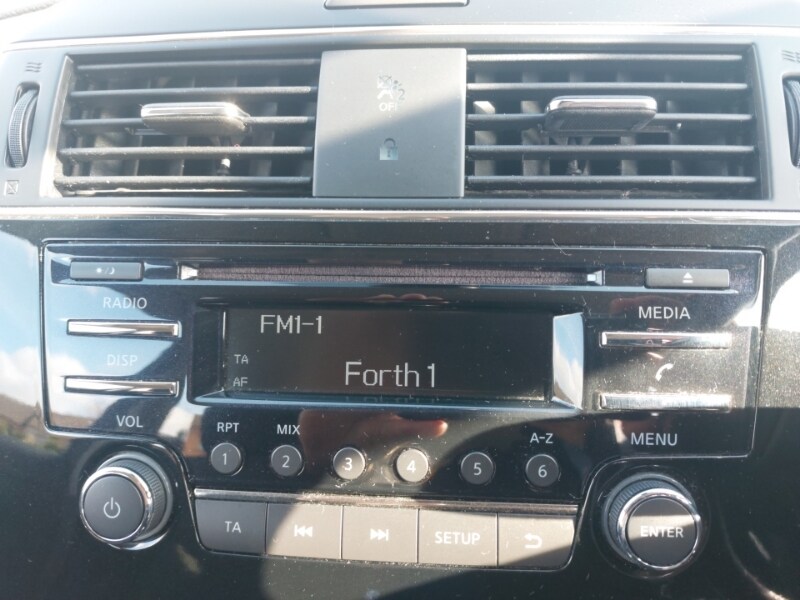 2
OFF
RADIO
MEDIA
FM1-1
DISP
TA
Forth 1
AF
VOL
RPT
MIX
A-Z
MENU
1
2
3
4
5
6
TA
SETUP
ENTER